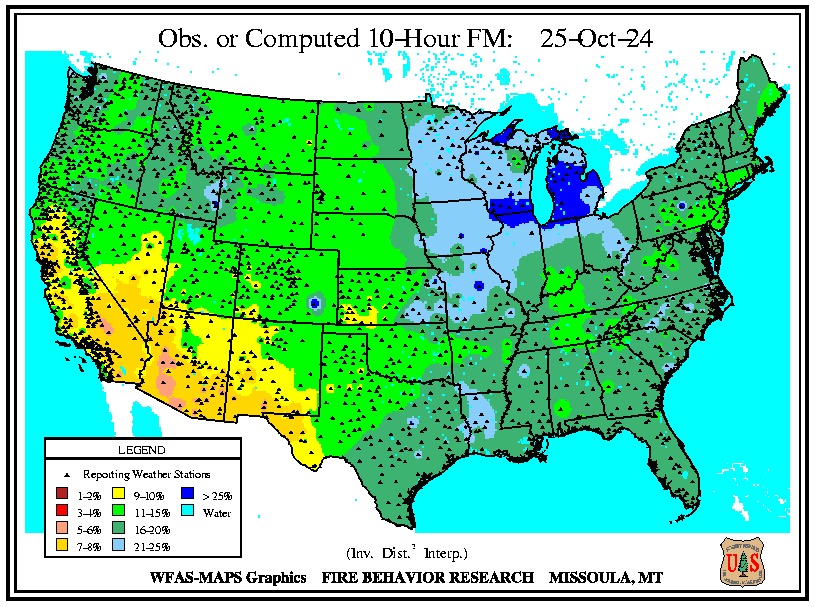 Obs. or Computed 10-Hour FM: 25-Oct-24
LEGEND
Reporting Weather Stations
1-2% 9-10% > 25%
3-4% 11-15% Water
5-6% 16-20%
7-8% 21-25%
(Inv. Dist.² Interp.)
WFAS-MAPS Graphics FIRE BEHAVIOR RESEARCH MISSOULA, MT
U S